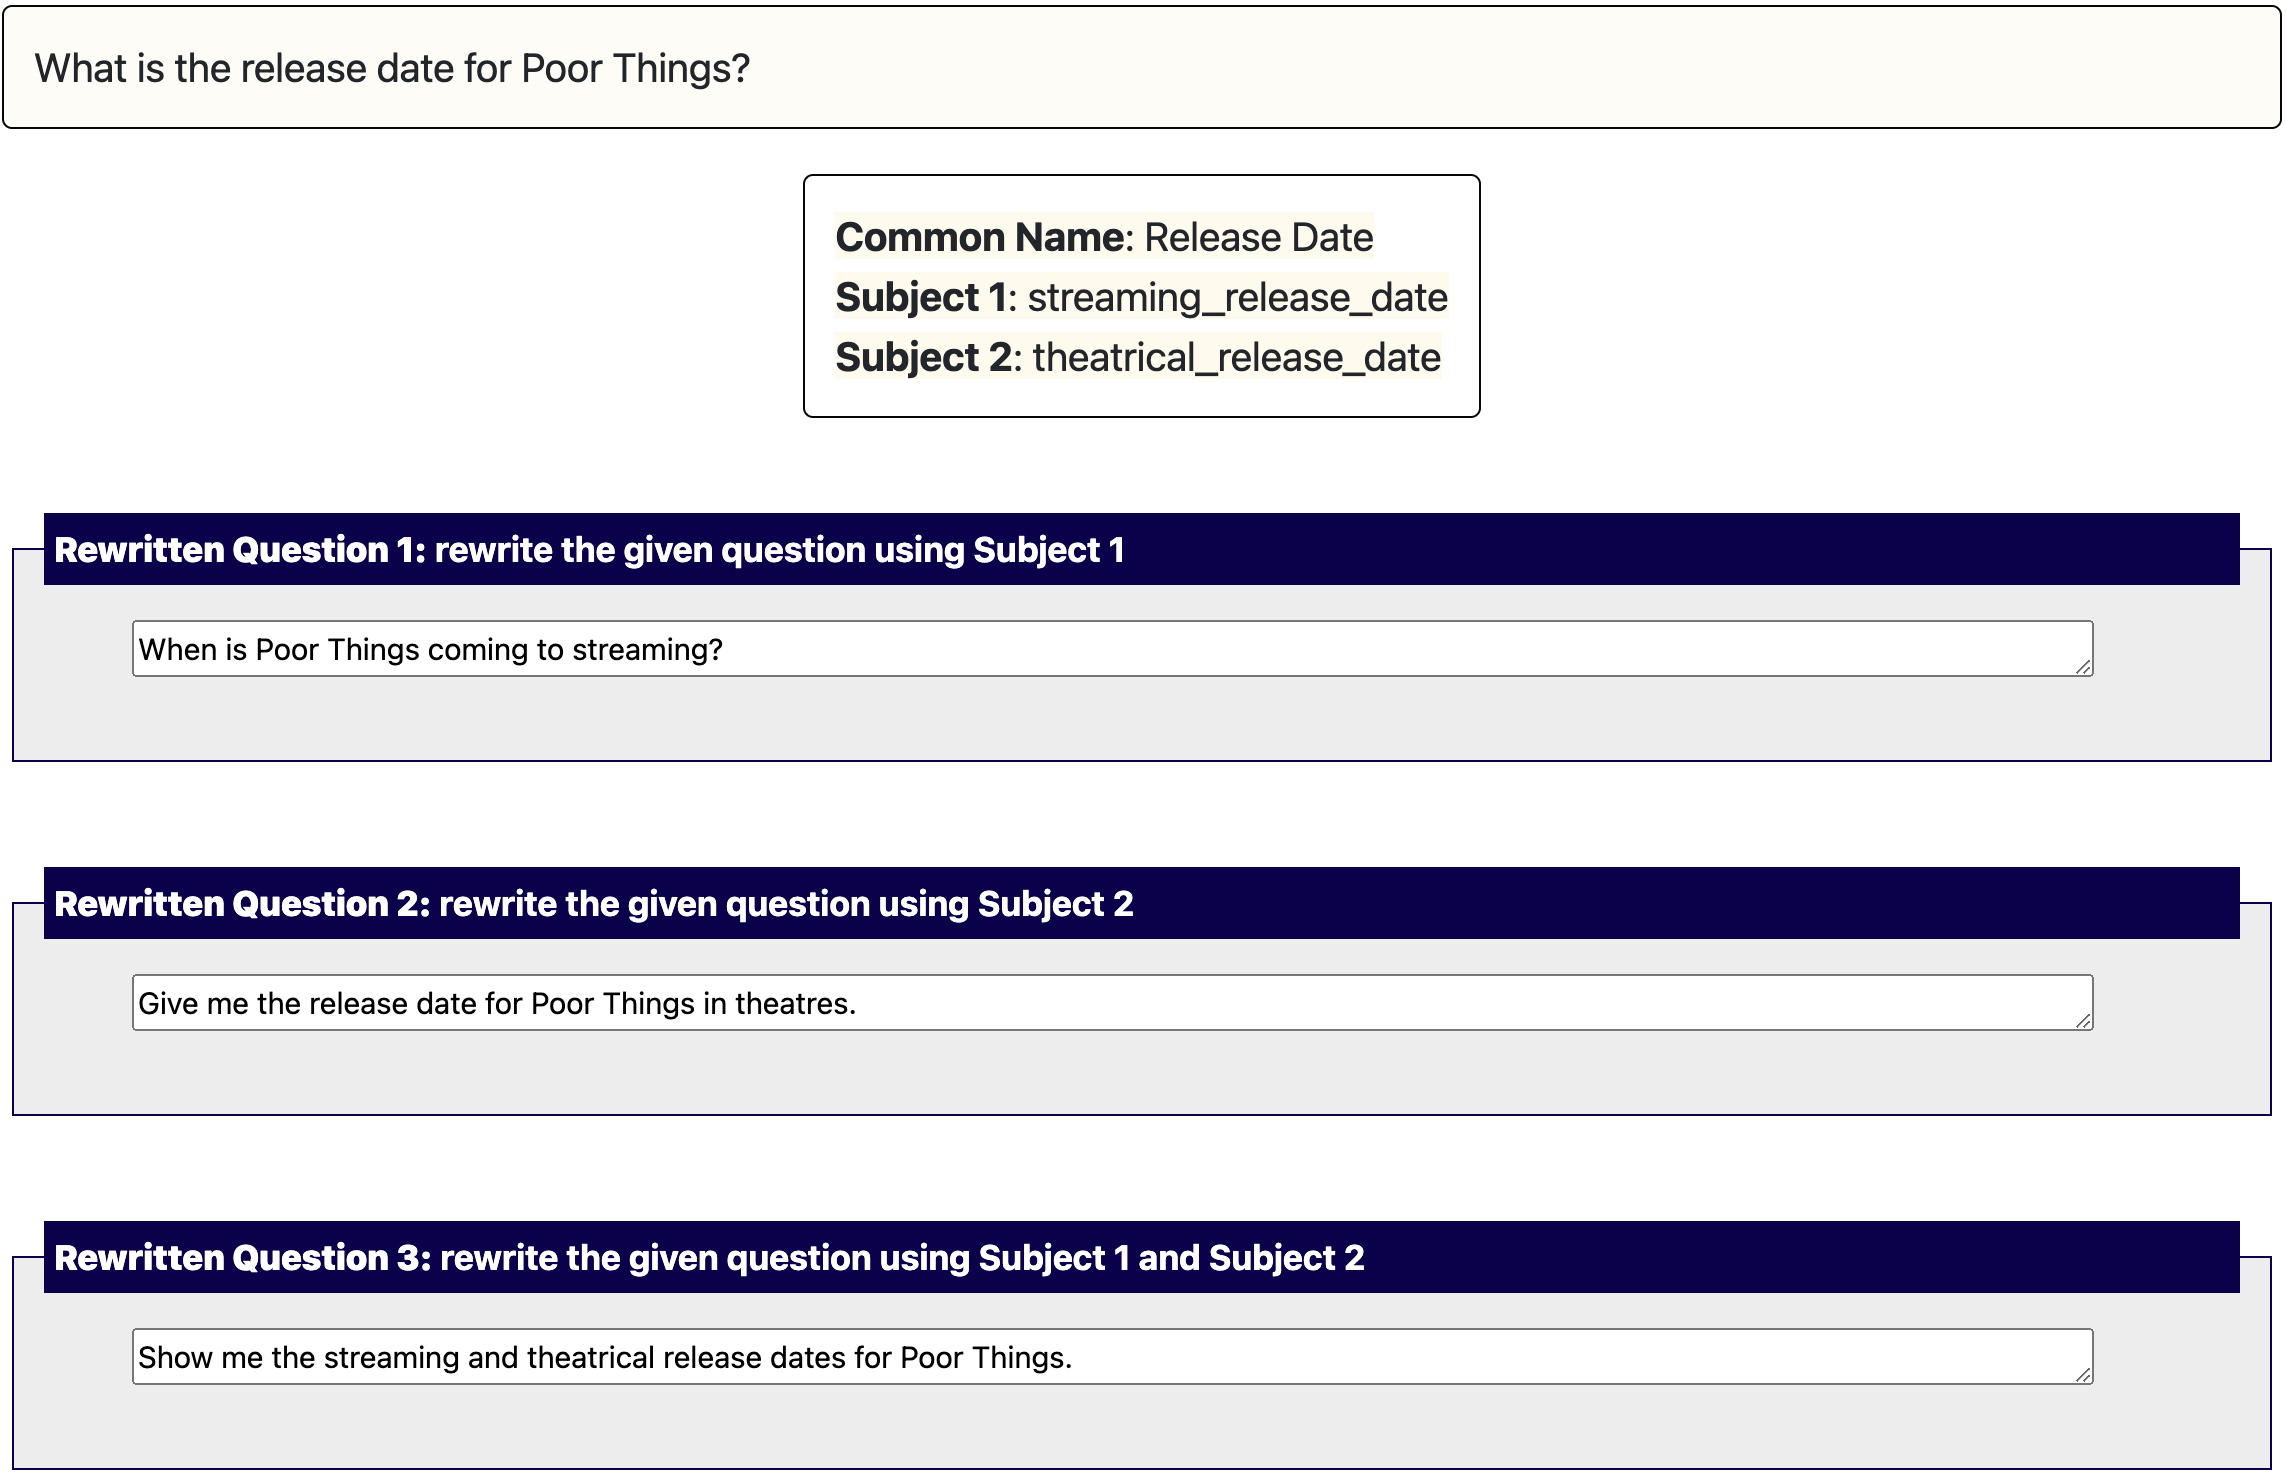 What is the release date for Poor Things?
Common Name: Release Date
Subject 1: streaming_release_date
Subject 2: theatrical_release_date
Rewritten Question 1: rewrite the given question using Subject 1
When is Poor Things coming to streaming?
Rewritten Question 2: rewrite the given question using Subject 2
Give me the release date for Poor Things in theatres.
Rewritten Question 3: rewrite the given question using Subject 1 and Subject 2
Show me the streaming and theatrical release dates for Poor Things.